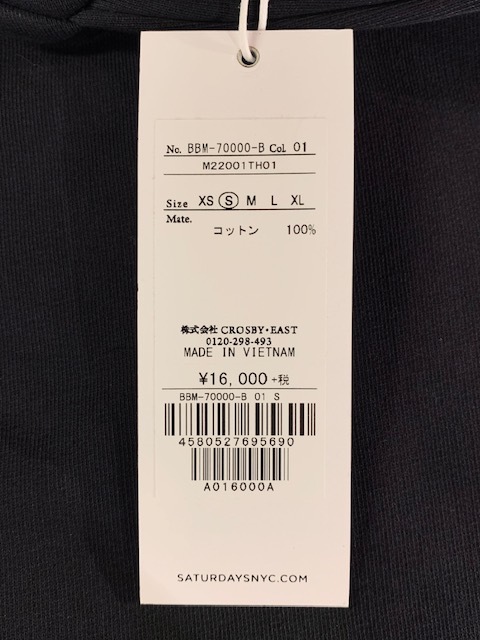 No. BBM-70000-B Col. 01
M22001TH01
Size XS S M L XL
Mate.
コットン 100%
株式会社 CROSBY・EAST
0120-298-493
MADE IN VIETNAM
¥16,000 +税
BBM-70000-B 01 S
4580527695690
A016000A
SATURDAYSNYC.COM